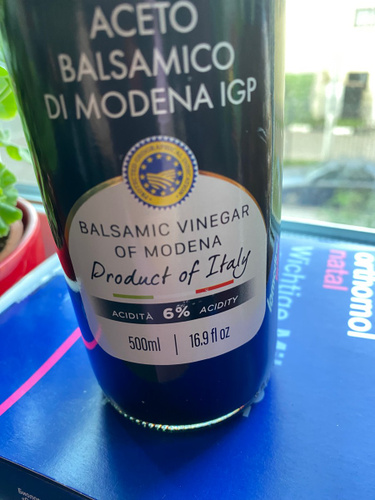 ACETO
BALSAMICO
DI MODENA IGP
BALSAMIC VINEGAR
OF MODENA
Product of Italy
ACIDITÀ 6% ACIDITY
500ml | 16.9 fl oz
orthomol
natal
Wichtige